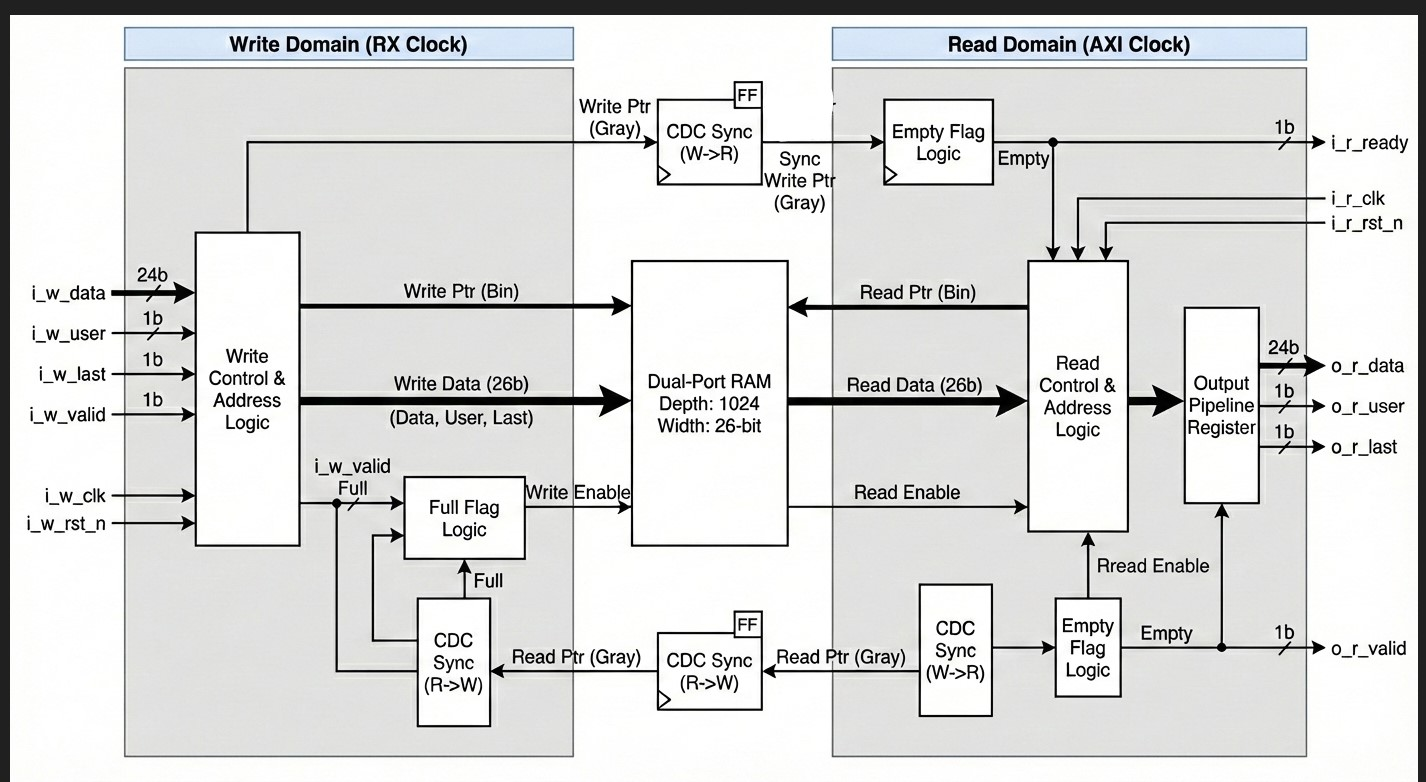 Write Domain (RX Clock)
Read Domain (AXI Clock)
FF
Write Ptr
(Gray)
CDC Sync
(W->R)
Sync
Write Ptr
(Gray)
Empty Flag
Logic
Empty
1b
i_r_ready
i_r_clk
i_r_rst_n
24b
i_w_data
1b
i_w_user
1b
i_w_last
1b
i_w_valid
i_w_clk
i_w_rst_n
Write
Control &
Address
Logic
Write Ptr (Bin)
Write Data (26b)
(Data, User, Last)
i_w_valid
Full
Full Flag
Logic
Write Enable
Full
CDC
Sync
(R->W)
Dual-Port RAM
Depth: 1024
Width: 26-bit
Read Ptr (Bin)
Read Data (26b)
Read Enable
Read
Control &
Address
Logic
Output
Pipeline
Register
24b
o_r_data
1b
o_r_user
1b
o_r_last
Rread Enable
Read Ptr (Gray)
FF
CDC Sync
(R->W)
Read Ptr (Gray)
CDC
Sync
(W->R)
Empty
Flag
Logic
Empty
1b
o_r_valid